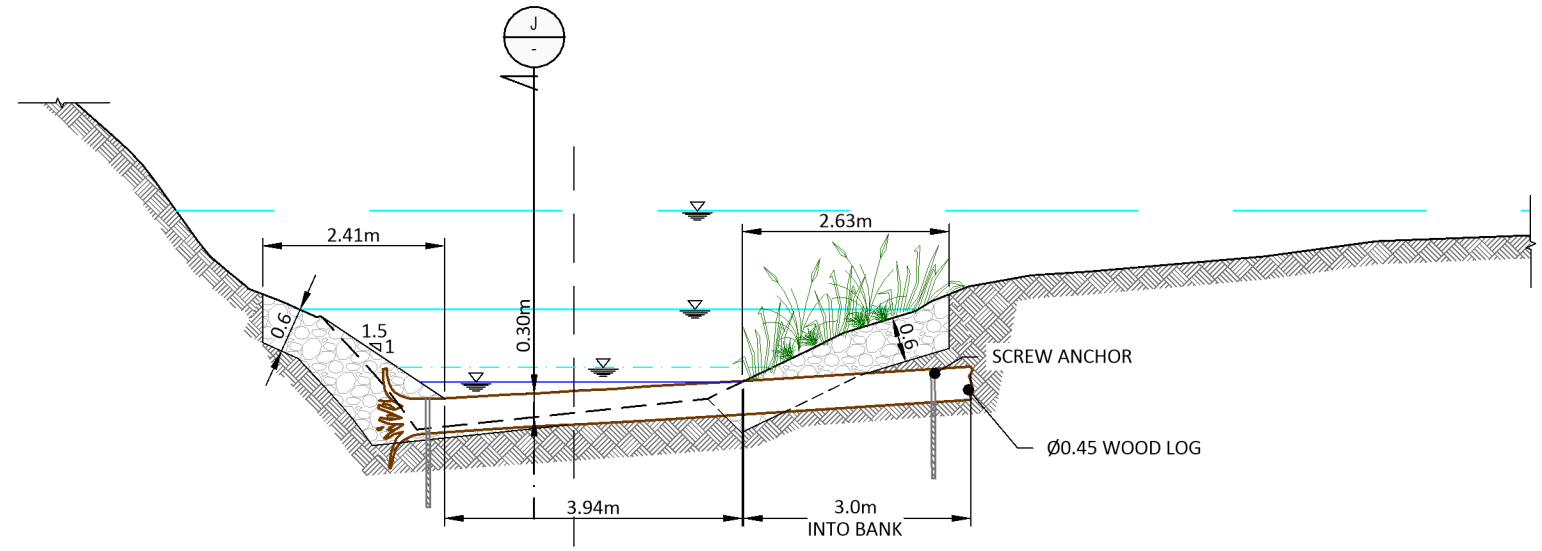 J
-
2.41m
2.63m
0.6
1.5
1
0.30m
0.6
SCREW ANCHOR
Ø0.45 WOOD LOG
3.94m
3.0m
INTO BANK